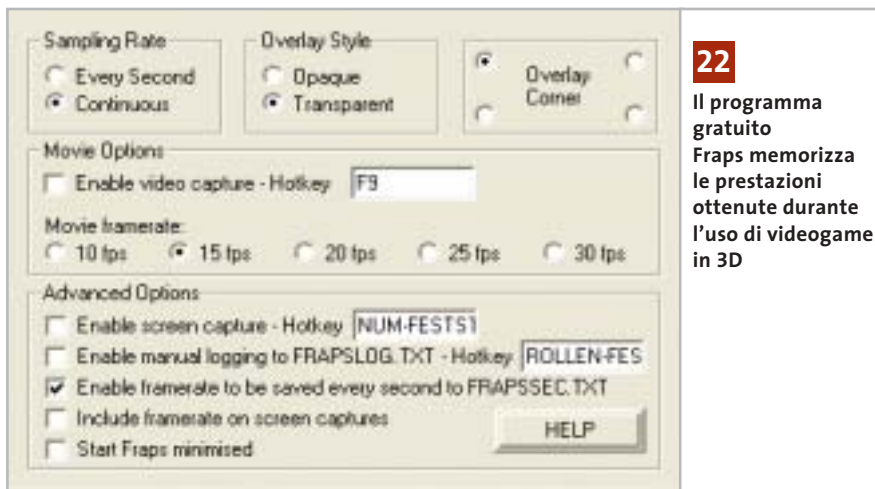 Sampling Rate
Every Second
Continuous
Overlay Style
Opaque
Transparent
Overlay
Corner
Movie Options
Enable video capture - Hotkey F9
Movie framerate:
10 fps 15 fps 20 fps 25 fps 30 fps
Advanced Options
Enable screen capture - Hotkey NUM-FESTST
Enable manual logging to FRAPSLOG.TXT - Hotkey ROLLEN-FES
Enable framerate to be saved every second to FRAPSSEC.TXT
Include framerate on screen captures
Start Fraps minimised
HELP
22
Il programma
gratuito
Fraps memorizza
le prestazioni
ottenute durante
l'uso di videogame
in 3D